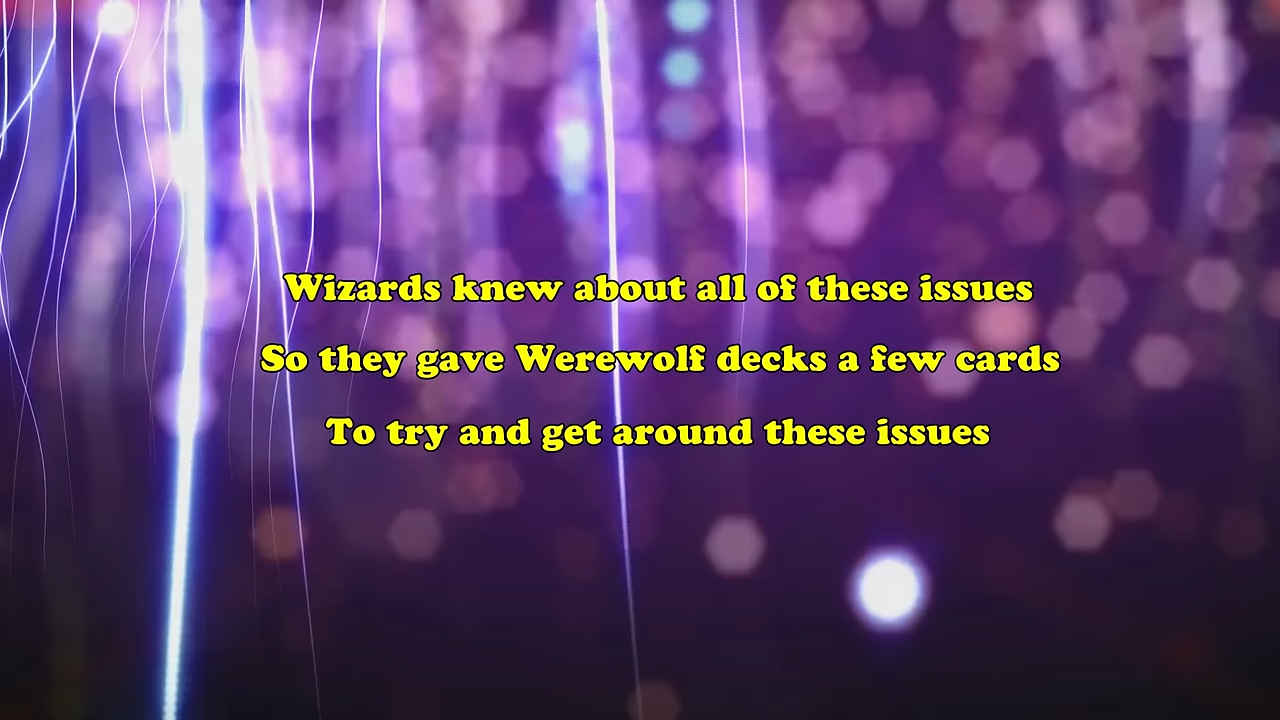 Wizards knew about all of these issues
So they gave Werewolf decks a few cards
To try and get around these issues